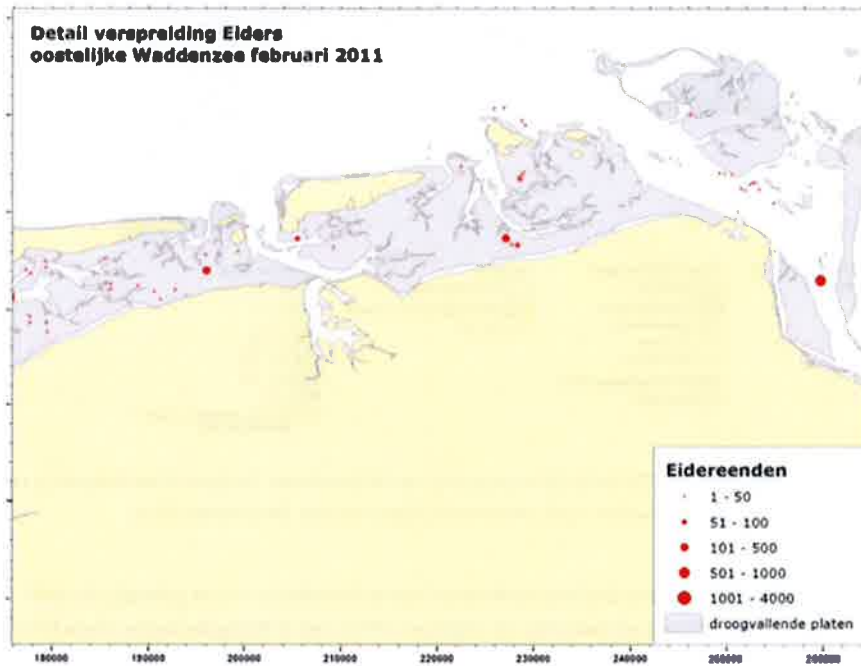 Detail verspreiding Eiders
oostelijke Waddenzee februari 2011
Eidereenden
1 - 50
51 - 100
101 - 500
501 - 1000
1001 - 4000
droogvallende platen
180000 190000 200000 210000 220000 230000 240000